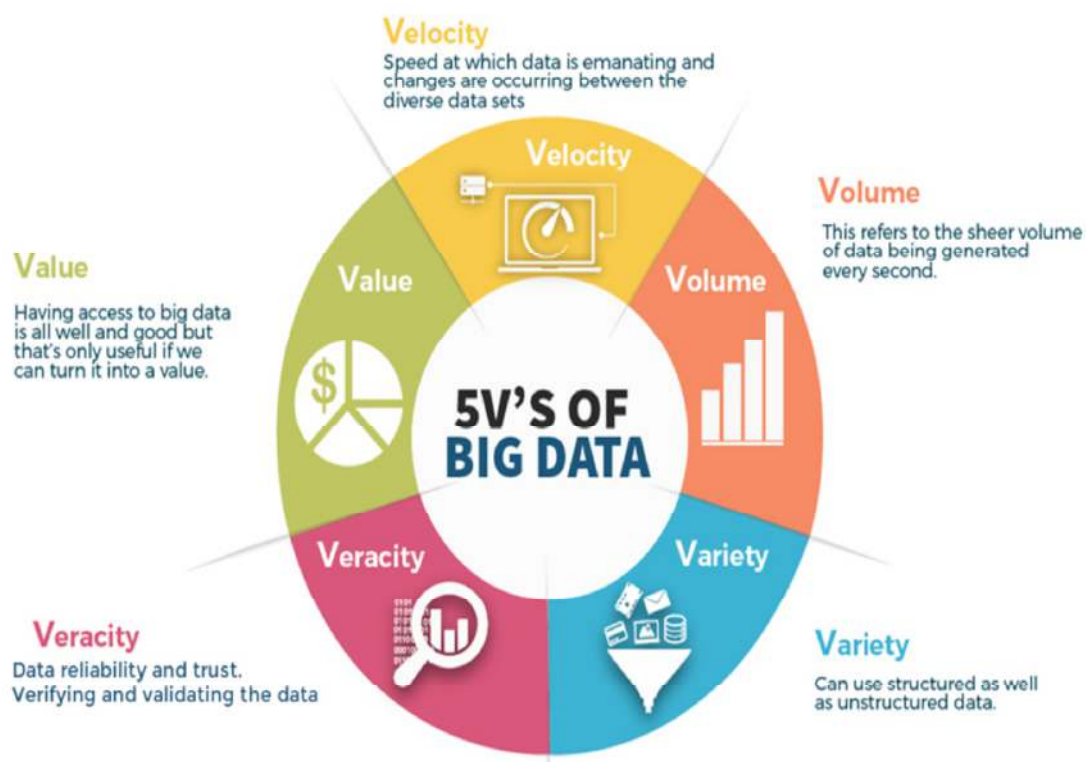 Velocity
Speed at which data is emanating and
changes are occurring between the
diverse data sets
Velocity
Volume
This refers to the sheer volume
of data being generated
every second.
Value
Having access to big data
is all well and good but
that's only useful if we
can turn it into a value.
Value
$
Volume
5V'S OF
BIG DATA
Veracity
Variety
Veracity
Data reliability and trust.
Verifying and validating the data
Variety
Can use structured as well
as unstructured data.